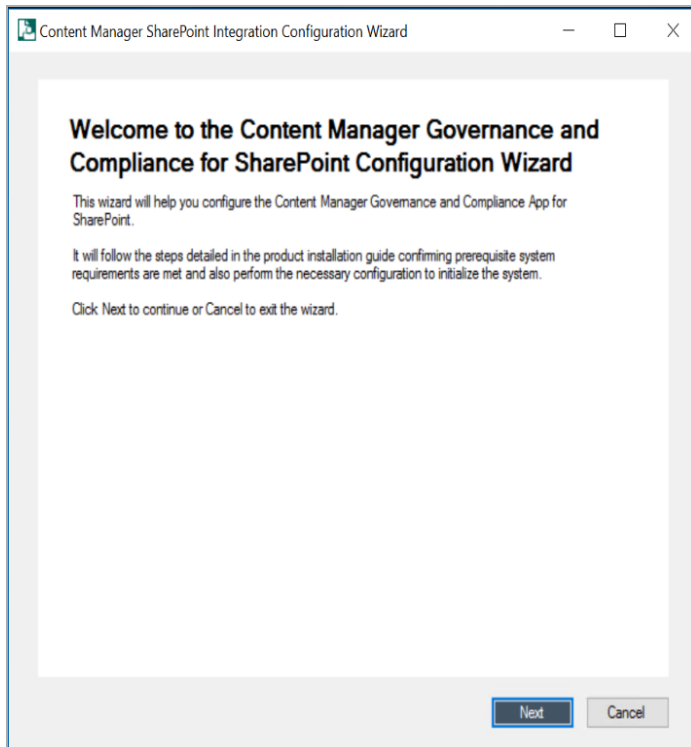 Content Manager SharePoint Integration Configuration Wizard
Welcome to the Content Manager Governance and
Compliance for SharePoint Configuration Wizard
This wizard will help you configure the Content Manager Governance and Compliance App for
SharePoint.
It will follow the steps detailed in the product installation guide confirming prerequisite system
requirements are met and also perform the necessary configuration to initialize the system.
Click Next to continue or Cancel to exit the wizard.
Next
Cancel